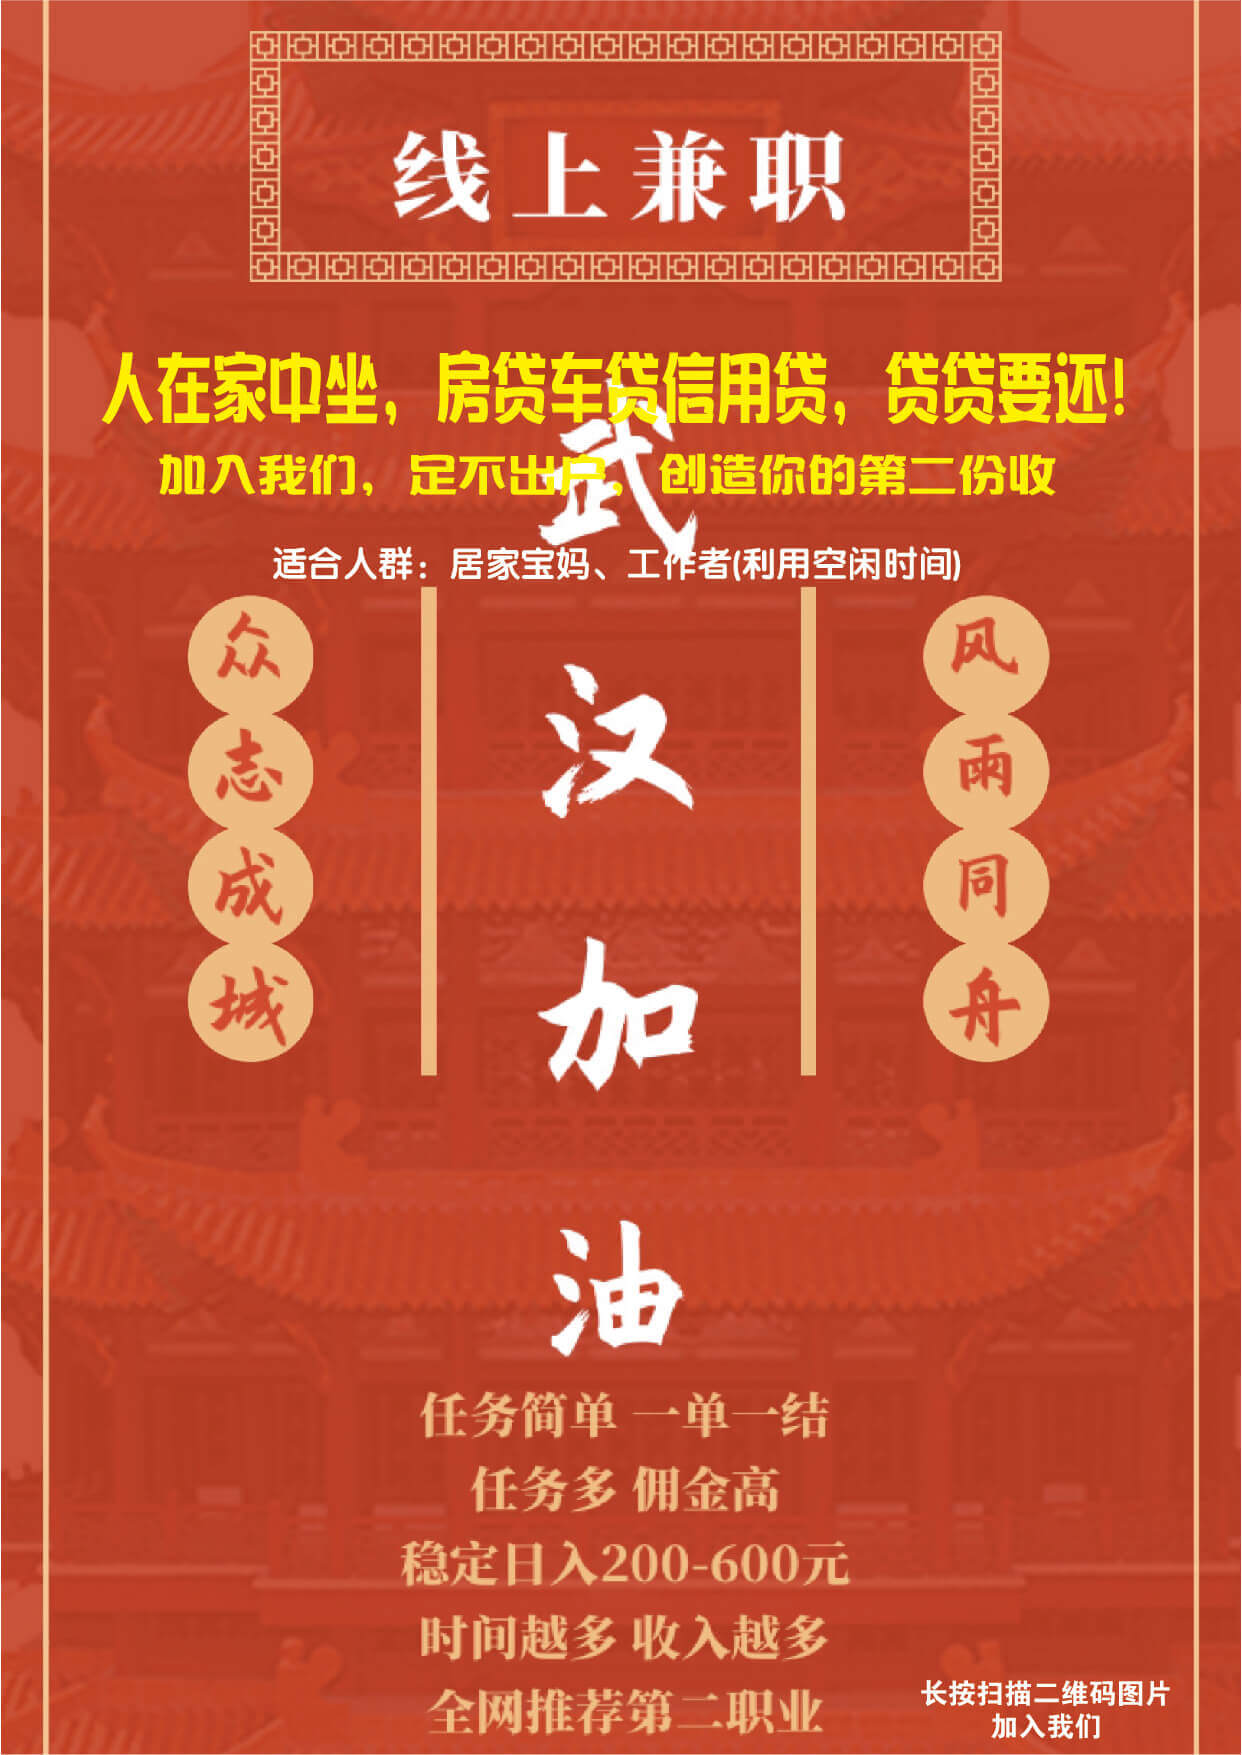 线上兼职
人在家中坐，房贷车贷信用贷，贷贷要还！
加入我们，足不出户，创造你的第二份收
适合人群：居家宝妈、工作者(利用空闲时间)
众志成城
武汉加油
风雨同舟
任务简单 一单一结
任务多 佣金高
稳定日入200-600元
时间越多 收入越多
全网推荐第二职业
长按扫描二维码图片
加入我们